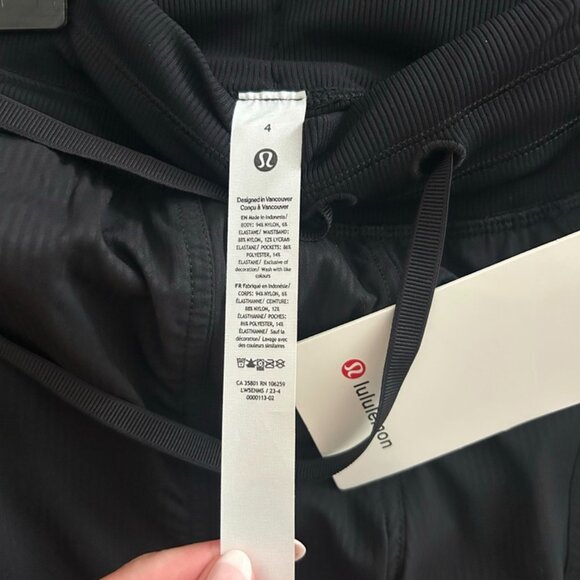 4
Designed in Vancouver
Conçu à Vancouver
EN Made in Indonesia/
BODY: 94% NYLON, 6%
ELASTANE/ WAISTBAND:
88% NYLON, 12% LYCRA®
ELASTANE/ POCKETS: 86%
POLYESTER, 14%
ELASTANE/ Exclusive of
decoration/ Wash with like
colours
FR Fabriqué en Indonésie/
CORPS: 94% NYLON, 6%
ÉLASTHANNE/ CEINTURE:
88% NYLON, 12%
ÉLASTHANNE/ POCHES:
86% POLYESTER, 14%
ÉLASTHANNE/ Sauf la
décoration/ Laver avec
des couleurs similaires
CA 35801 RN 106259
LW5ENMS / 23-4
0000113-02
lululemon